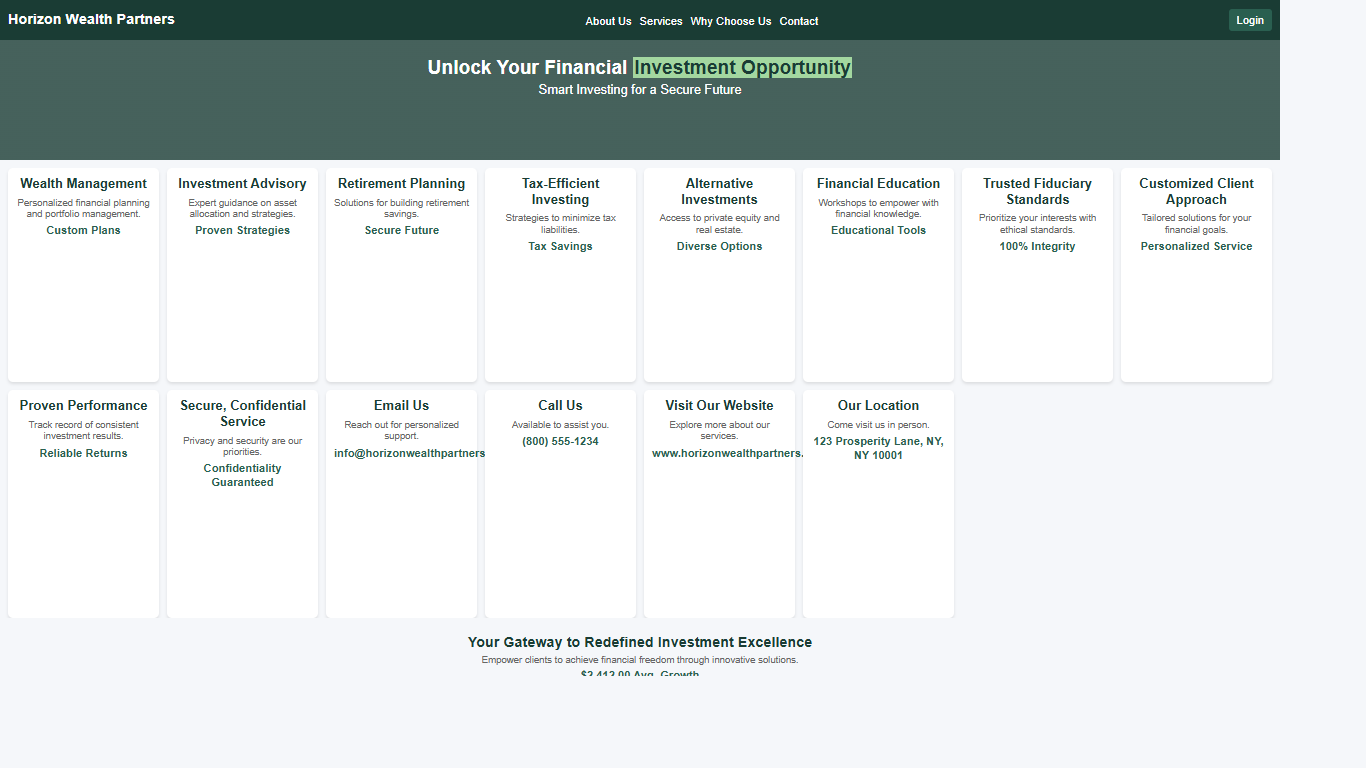 Horizon Wealth Partners
About Us Services Why Choose Us Contact
Login
Unlock Your Financial Investment Opportunity
Smart Investing for a Secure Future
Wealth Management
Personalized financial planning
and portfolio management.
Custom Plans
Investment Advisory
Expert guidance on asset
allocation and strategies.
Proven Strategies
Retirement Planning
Solutions for building retirement
savings.
Secure Future
Tax-Efficient
Investing
Strategies to minimize tax
liabilities.
Tax Savings
Alternative
Investments
Access to private equity and
real estate.
Diverse Options
Financial Education
Workshops to empower with
financial knowledge.
Educational Tools
Trusted Fiduciary
Standards
Prioritize your interests with
ethical standards.
100% Integrity
Customized Client
Approach
Tailored solutions for your
financial goals.
Personalized Service
Proven Performance
Track record of consistent
investment results.
Reliable Returns
Secure, Confidential
Service
Privacy and security are our
priorities.
Confidentiality
Guaranteed
Email Us
Reach out for personalized
support.
info@horizonwealthpartners
Call Us
Available to assist you.
(800) 555-1234
Visit Our Website
Explore more about our
services.
www.horizonwealthpartners.
Our Location
Come visit us in person.
123 Prosperity Lane, NY,
NY 10001
Your Gateway to Redefined Investment Excellence
Empower clients to achieve financial freedom through innovative solutions.
$2,412.00 Avg. Growth